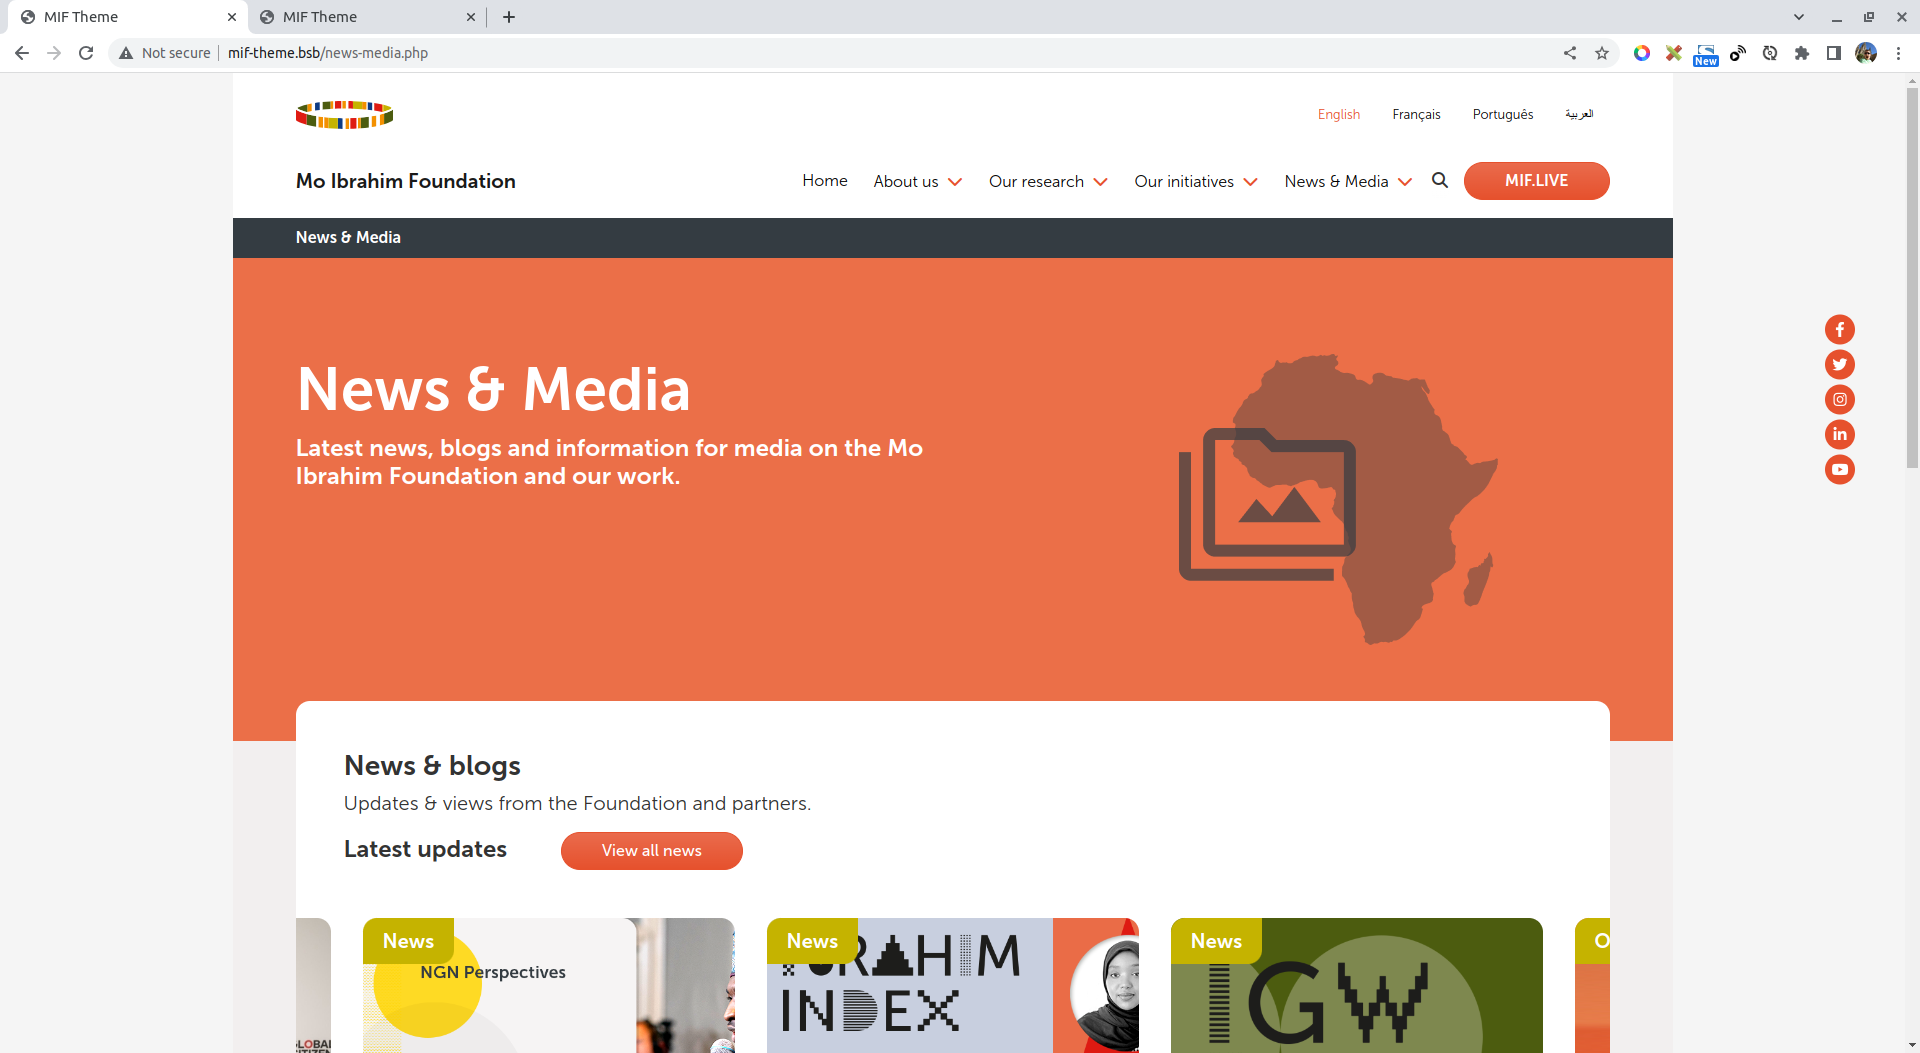 MIF Theme
MIF Theme
Not secure
mif-theme.bsb/news-media.php
New
English Français Português العربية
Mo Ibrahim Foundation
Home About us Our research Our initiatives News & Media MIF.LIVE
News & Media
News & Media
Latest news, blogs and information for media on the Mo
Ibrahim Foundation and our work.
News & blogs
Updates & views from the Foundation and partners.
Latest updates
View all news
News
NGN Perspectives
News
INDEX
News
IGW